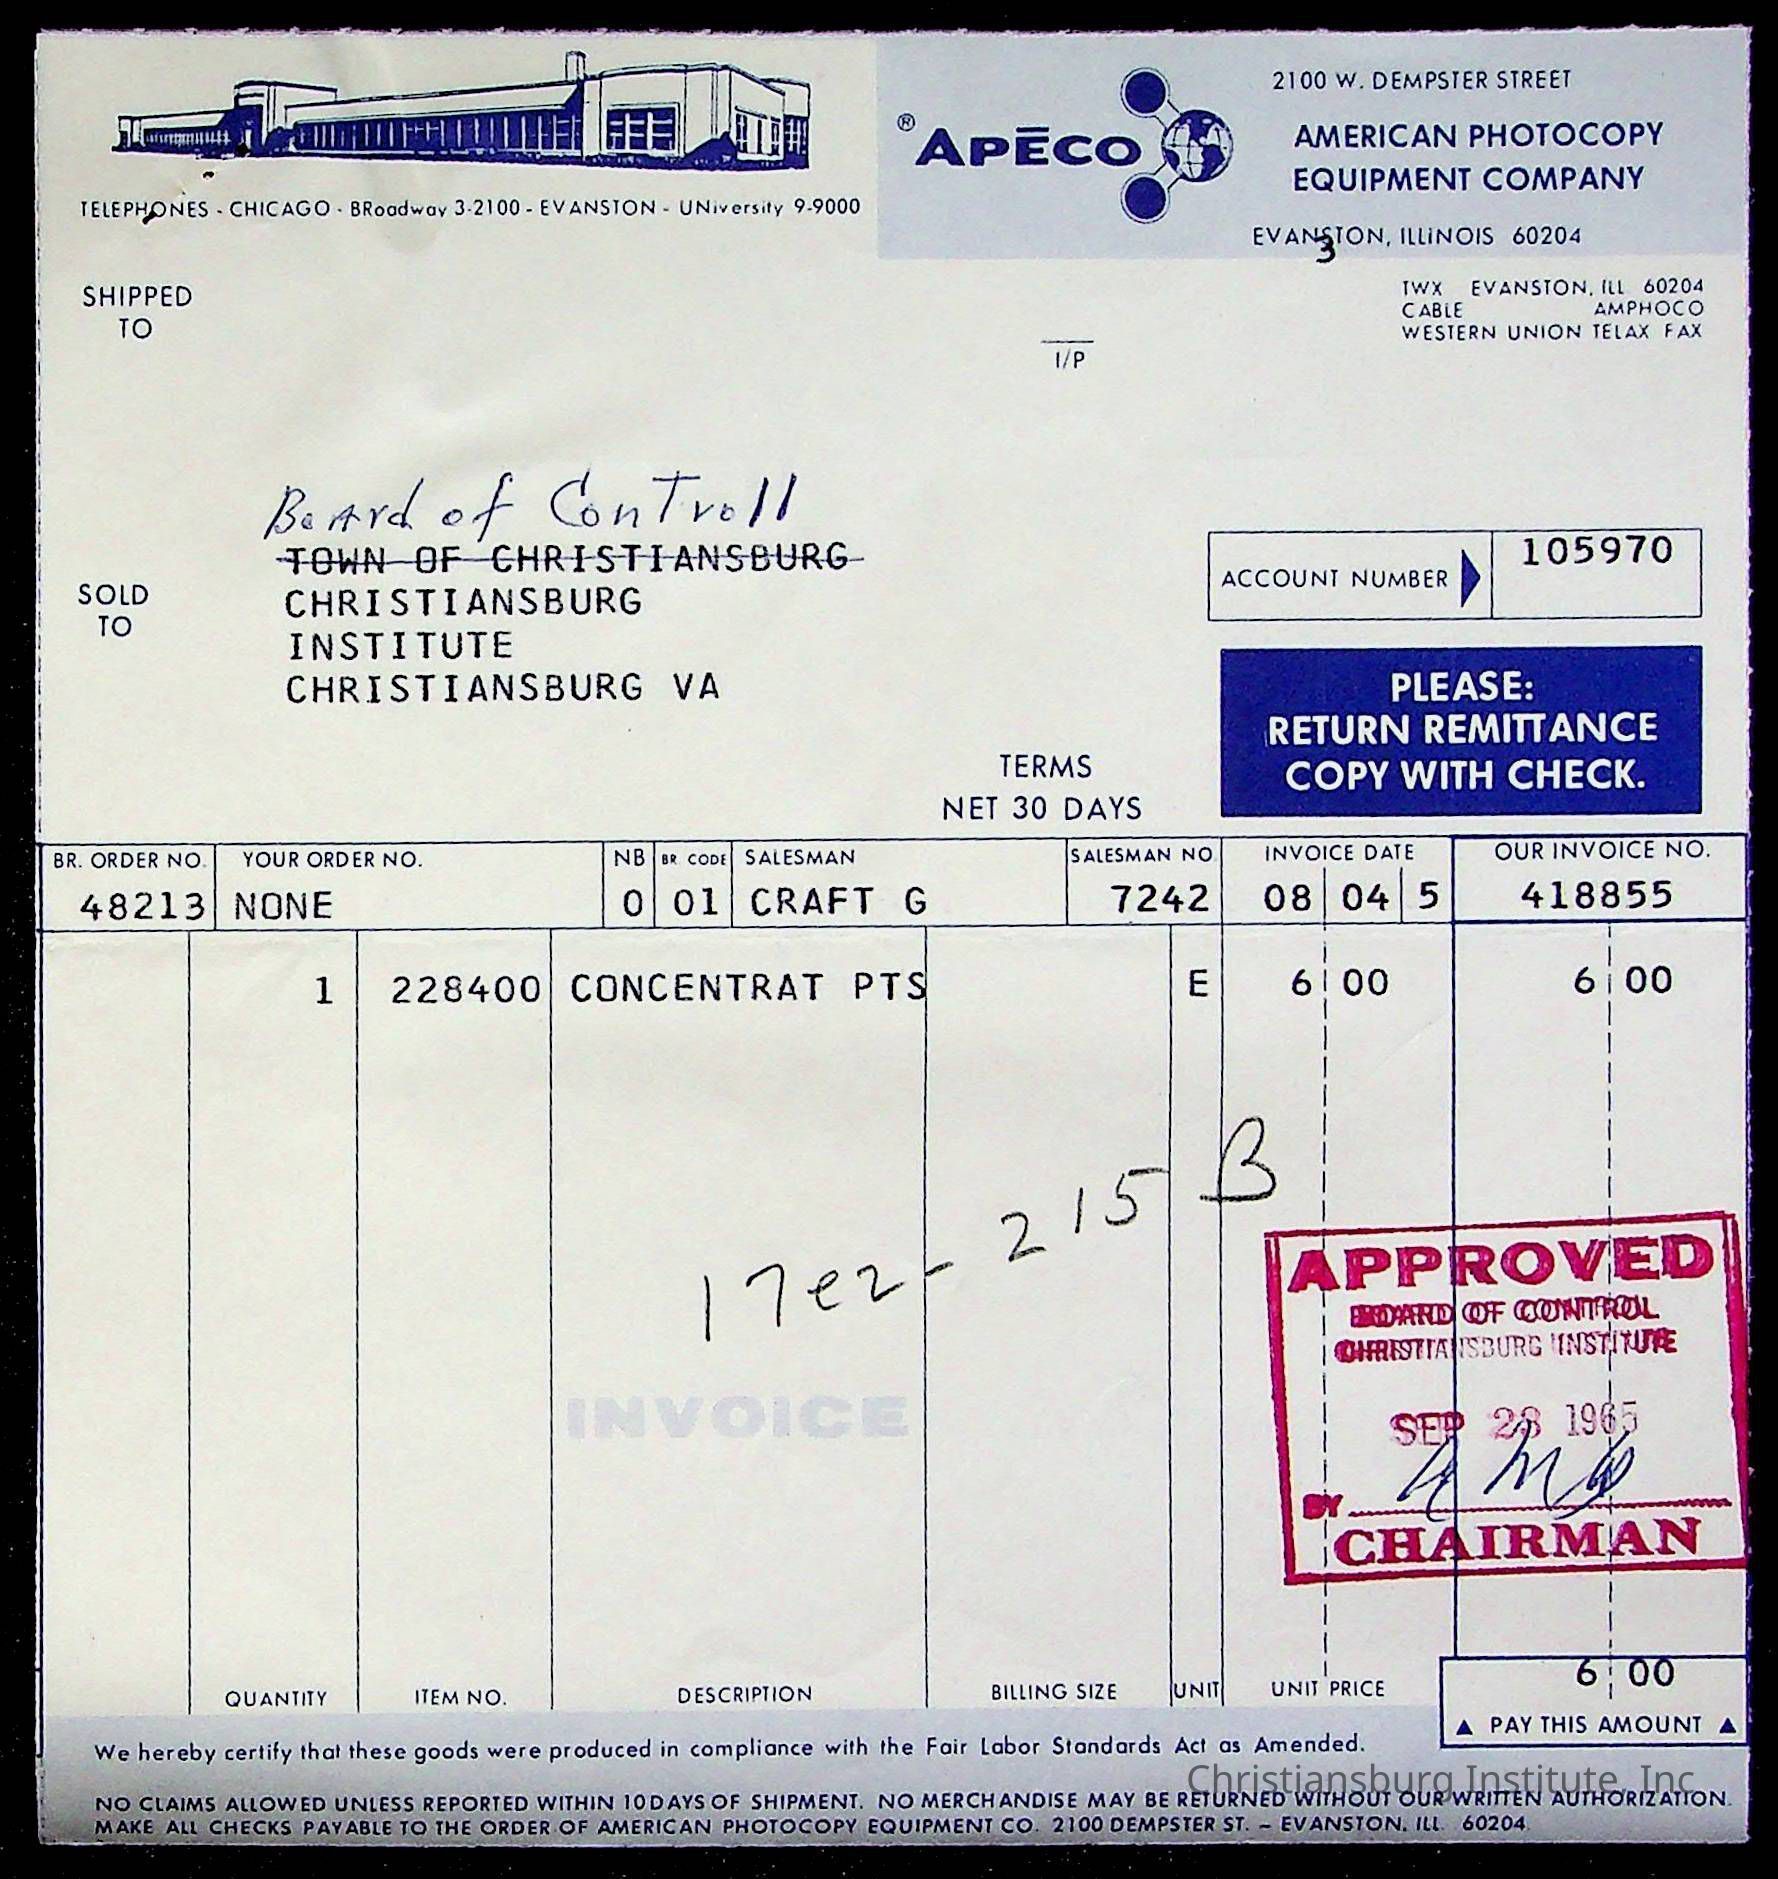 2100 W. DEMPSTER STREET
® APĒCO
AMERICAN PHOTOCOPY
EQUIPMENT COMPANY
EVANSTON, ILLINOIS 60204
TELEPHONES - CHICAGO - BRoadway 3-2100 - EVANSTON - UNiversity 9-9000
3
TWX EVANSTON, ILL 60204
CABLE AMPHOCO
WESTERN UNION TELAX FAX
SHIPPED
TO
I/P
Board of Controll
TOWN OF CHRISTIANSBURG
SOLD
TO
CHRISTIANSBURG
INSTITUTE
CHRISTIANSBURG VA
ACCOUNT NUMBER 105970
PLEASE:
RETURN REMITTANCE
COPY WITH CHECK.
TERMS
NET 30 DAYS
BR. ORDER NO. YOUR ORDER NO. NB BR. CODE SALESMAN SALESMAN NO. INVOICE DATE OUR INVOICE NO.
48213 NONE 0 01 CRAFT G 7242 08 04 5 418855
1 228400 CONCENTRAT PTS E 6 00 6 00
17e2-215 B
INVOICE
APPROVED
BOARD OF CONTROL
CHRISTIANSBURG INSTITUTE
SEP 28 1965
BY
CHAIRMAN
6 00
QUANTITY ITEM NO. DESCRIPTION BILLING SIZE UNIT UNIT PRICE
PAY THIS AMOUNT
We hereby certify that these goods were produced in compliance with the Fair Labor Standards Act as Amended.
Christiansburg Institute, Inc
NO CLAIMS ALLOWED UNLESS REPORTED WITHIN 10 DAYS OF SHIPMENT. NO MERCHANDISE MAY BE RETURNED WITHOUT OUR WRITTEN AUTHORIZATION.
MAKE ALL CHECKS PAYABLE TO THE ORDER OF AMERICAN PHOTOCOPY EQUIPMENT CO. 2100 DEMPSTER ST. – EVANSTON, ILL. 60204